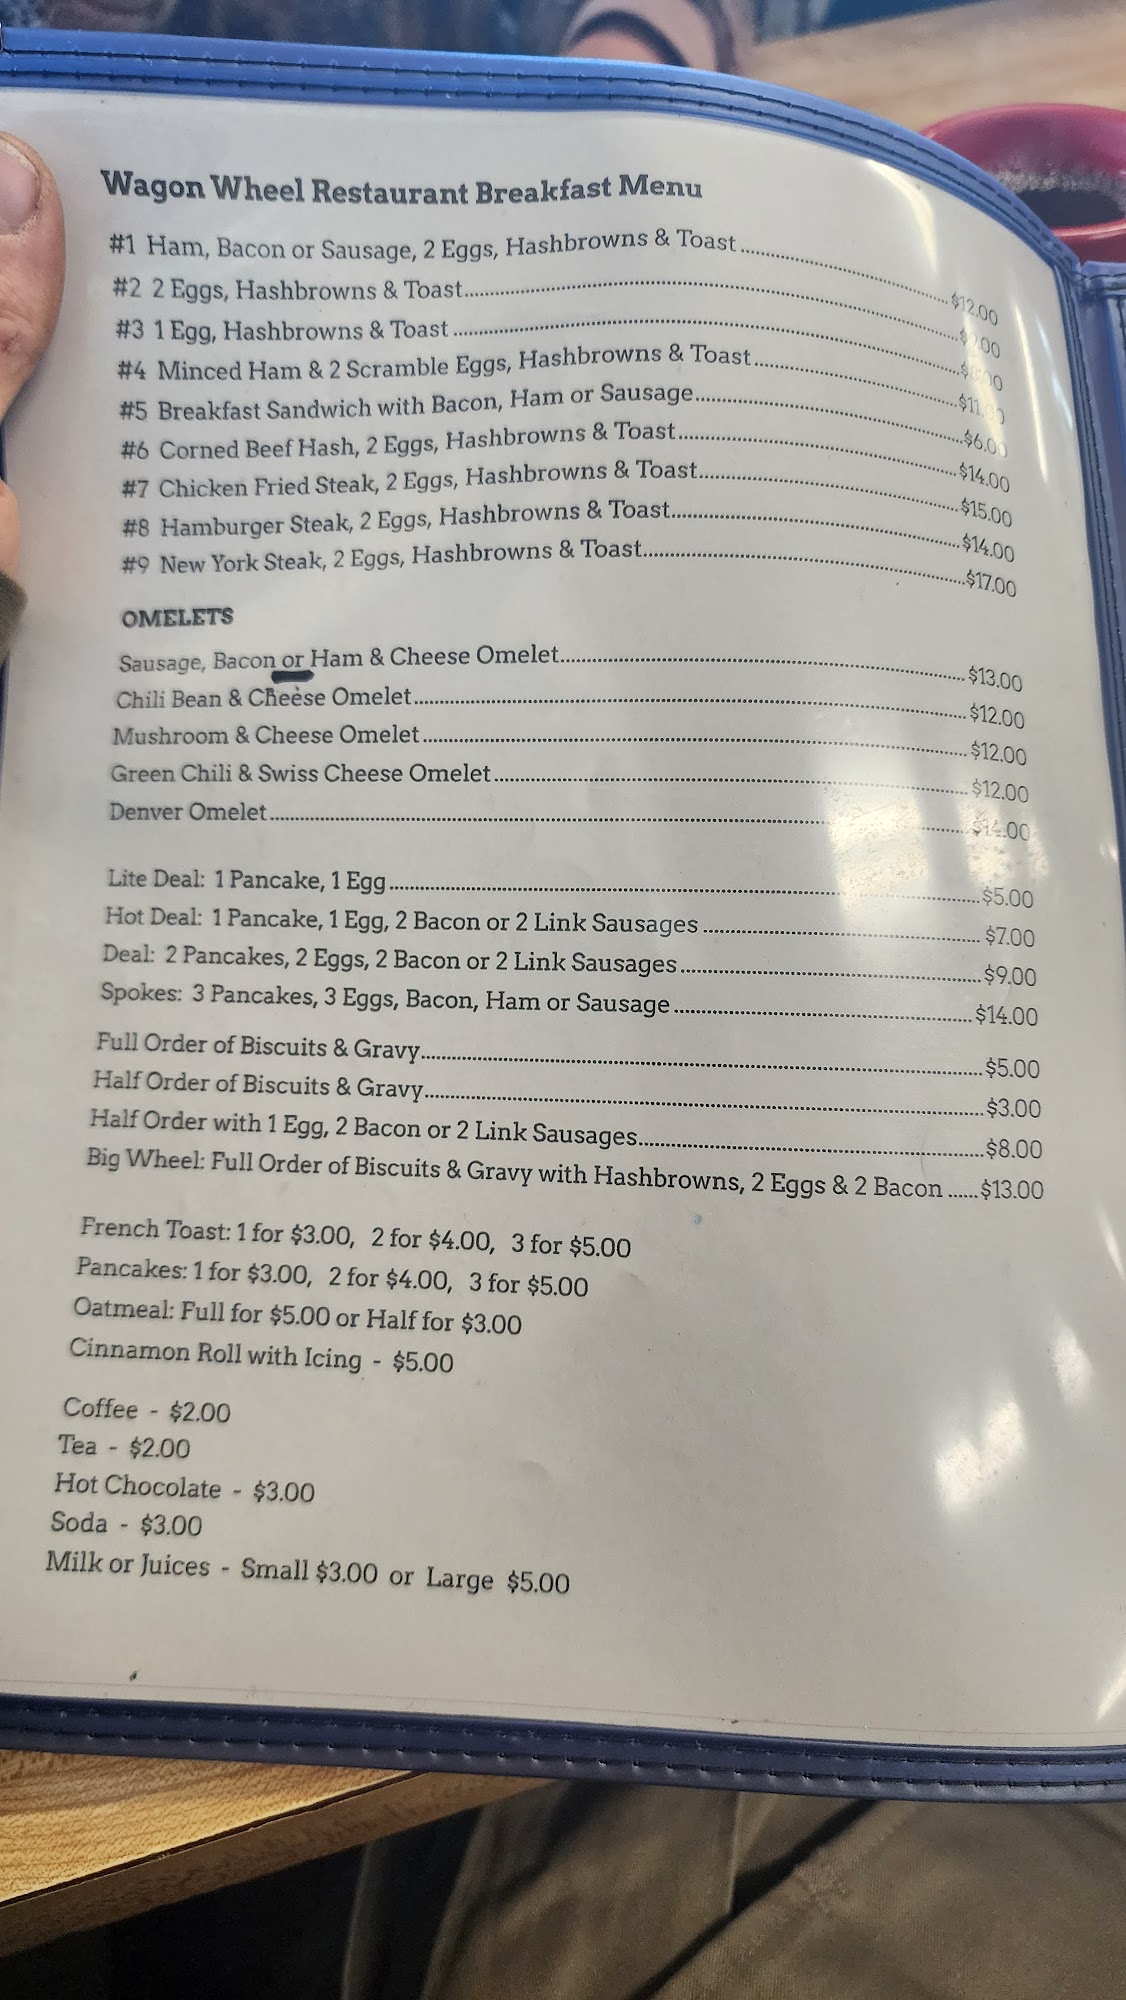 Wagon Wheel Restaurant Breakfast Menu
#1 Ham, Bacon or Sausage, 2 Eggs, Hashbrowns & Toast $12.00
#2 2 Eggs, Hashbrowns & Toast
#3 1 Egg, Hashbrowns & Toast
#4 Minced Ham & 2 Scramble Eggs, Hashbrowns & Toast $11.00
#5 Breakfast Sandwich with Bacon, Ham or Sausage $6.00
#6 Corned Beef Hash, 2 Eggs, Hashbrowns & Toast $14.00
#7 Chicken Fried Steak, 2 Eggs, Hashbrowns & Toast $15.00
#8 Hamburger Steak, 2 Eggs, Hashbrowns & Toast $14.00
#9 New York Steak, 2 Eggs, Hashbrowns & Toast $17.00
OMELETS
Sausage, Bacon or Ham & Cheese Omelet $13.00
Chili Bean & Cheese Omelet $12.00
Mushroom & Cheese Omelet $12.00
Green Chili & Swiss Cheese Omelet $12.00
Denver Omelet $14.00
Lite Deal: 1 Pancake, 1 Egg $5.00
Hot Deal: 1 Pancake, 1 Egg, 2 Bacon or 2 Link Sausages $7.00
Deal: 2 Pancakes, 2 Eggs, 2 Bacon or 2 Link Sausages $9.00
Spokes: 3 Pancakes, 3 Eggs, Bacon, Ham or Sausage $14.00
Full Order of Biscuits & Gravy $5.00
Half Order of Biscuits & Gravy $3.00
Half Order with 1 Egg, 2 Bacon or 2 Link Sausages $8.00
Big Wheel: Full Order of Biscuits & Gravy with Hashbrowns, 2 Eggs & 2 Bacon $13.00
French Toast: 1 for $3.00, 2 for $4.00, 3 for $5.00
Pancakes: 1 for $3.00, 2 for $4.00, 3 for $5.00
Oatmeal: Full for $5.00 or Half for $3.00
Cinnamon Roll with Icing - $5.00
Coffee - $2.00
Tea - $2.00
Hot Chocolate - $3.00
Soda - $3.00
Milk or Juices - Small $3.00 or Large $5.00